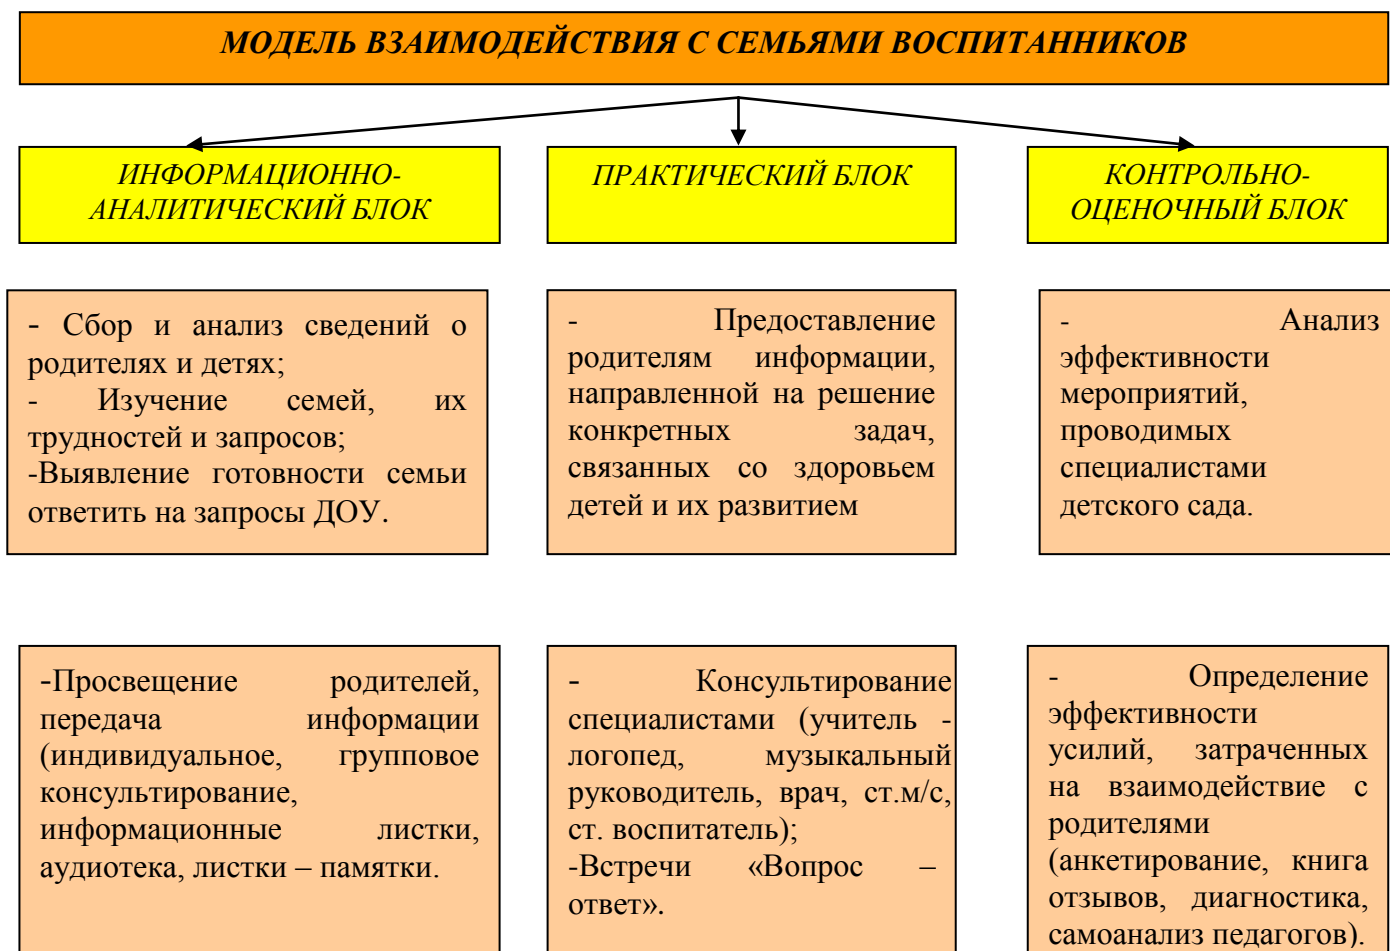 МОДЕЛЬ ВЗАИМОДЕЙСТВИЯ С СЕМЬЯМИ ВОСПИТАННИКОВ
ИНФОРМАЦИОННО-
АНАЛИТИЧЕСКИЙ БЛОК
ПРАКТИЧЕСКИЙ БЛОК
КОНТРОЛЬНО-
ОЦЕНОЧНЫЙ БЛОК
- Сбор и анализ сведений о
родителях и детях;
- Изучение семей, их
трудностей и запросов;
-Выявление готовности семьи
ответить на запросы ДОУ.
- Предоставление
родителям информации,
направленной на решение
конкретных задач,
связанных со здоровьем
детей и их развитием
- Анализ
эффективности
мероприятий,
проводимых
специалистами
детского сада.
-Просвещение родителей,
передача информации
(индивидуальное, групповое
консультирование,
информационные листки,
аудиотека, листки – памятки.
- Консультирование
специалистами (учитель -
логопед, музыкальный
руководитель, врач, ст.м/с,
ст. воспитатель);
-Встречи «Вопрос –
ответ».
- Определение
эффективности
усилий, затраченных
на взаимодействие с
родителями
(анкетирование, книга
отзывов, диагностика,
самоанализ педагогов).